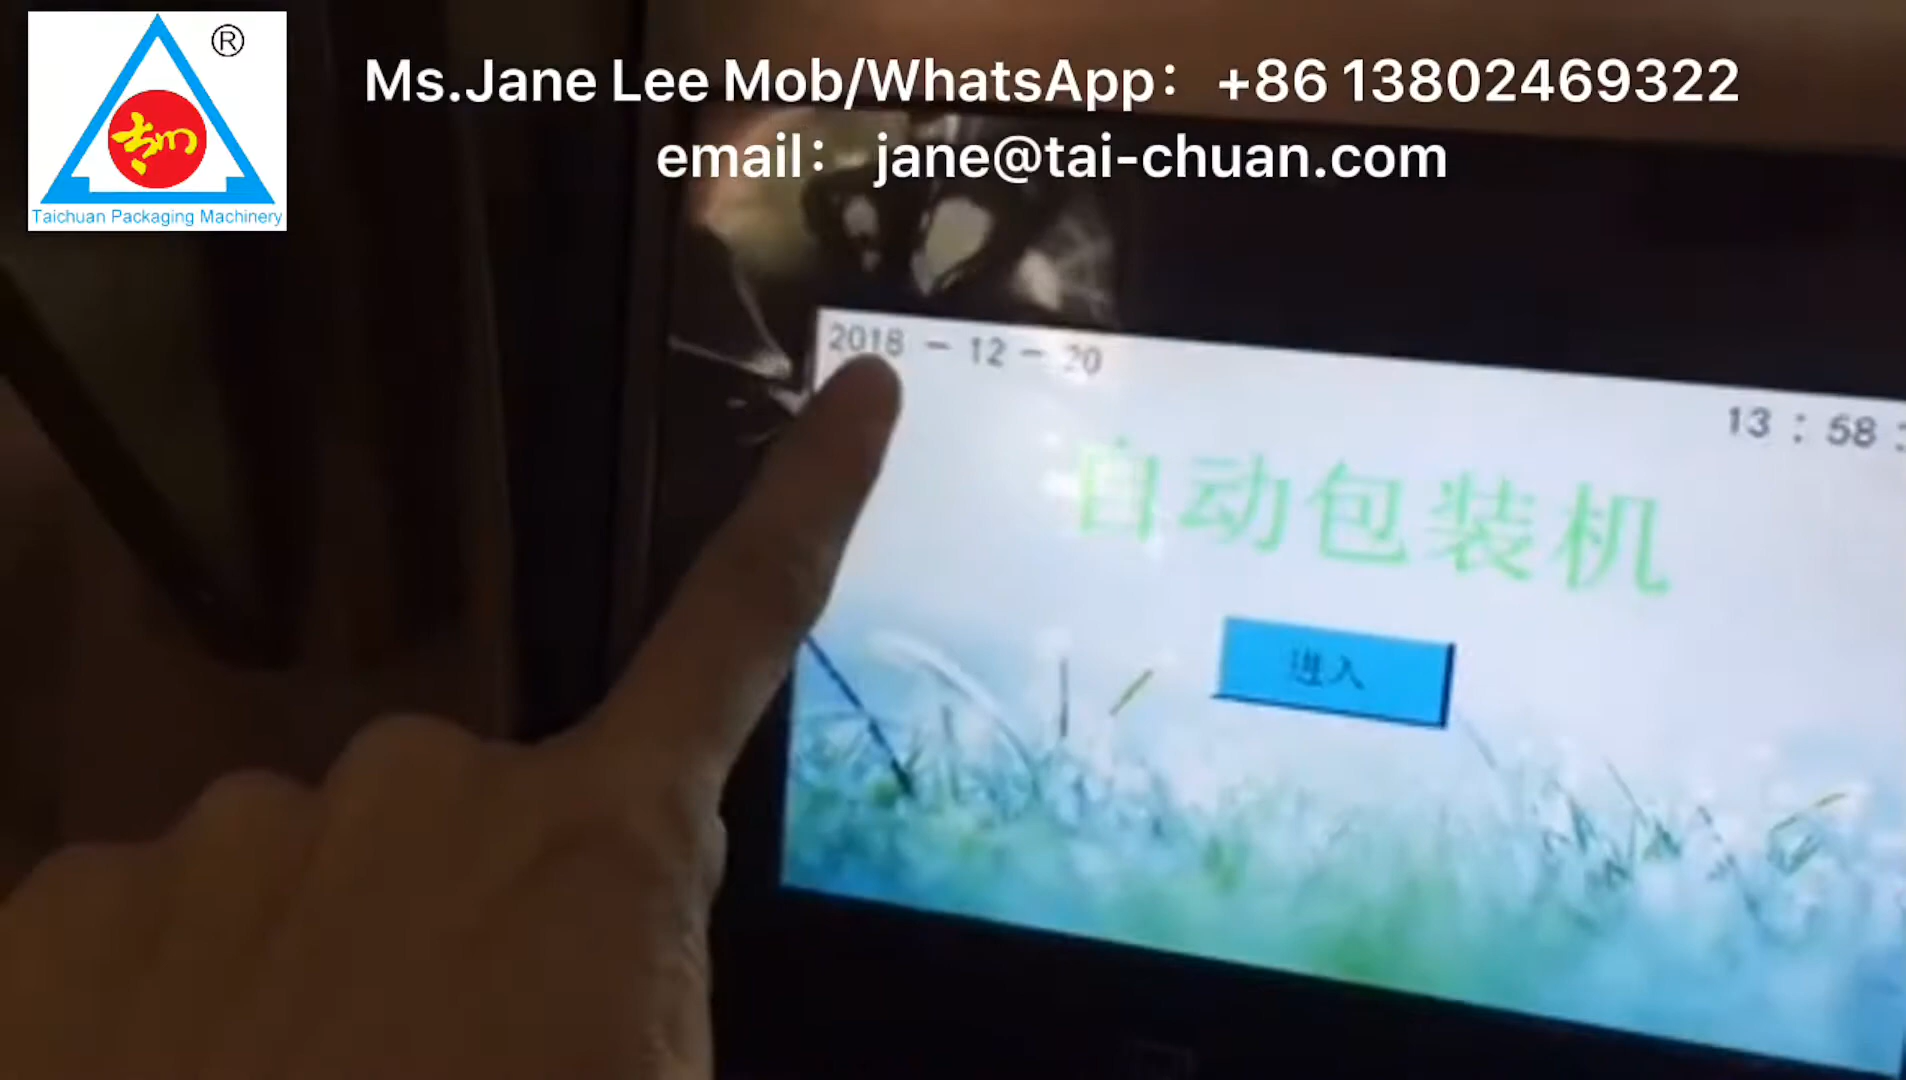 ®
Taichuan Packaging Machinery
Ms.Jane Lee Mob/WhatsApp：+86 13802469322
email： jane@tai-chuan.com
2018 - 12 - 20
13 : 58 :
自动包装机
进入